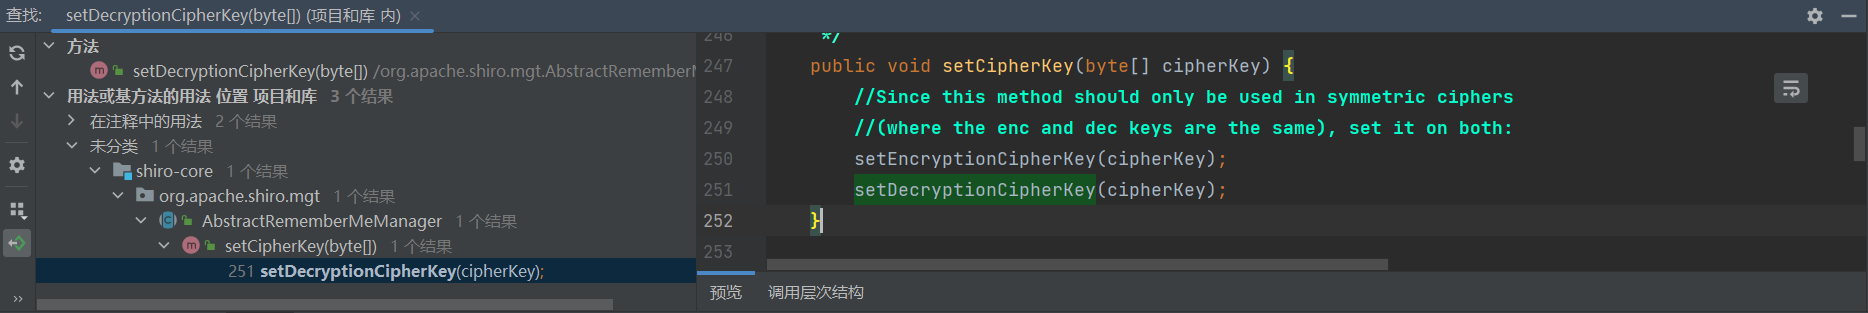 查找: setDecryptionCipherKey(byte[]) (项目和库 内) ×
方法
setDecryptionCipherKey(byte[]) /org.apache.shiro.mgt.AbstractRememberM
用法或基方法的用法 位置 项目和库 3 个结果
在注释中的用法 2 个结果
未分类 1 个结果
shiro-core 1 个结果
org.apache.shiro.mgt 1 个结果
AbstractRememberMeManager 1 个结果
setCipherKey(byte[]) 1 个结果
251 setDecryptionCipherKey(cipherKey);
246 */
247 public void setCipherKey(byte[] cipherKey) {
248 //Since this method should only be used in symmetric ciphers
249 //(where the enc and dec keys are the same), set it on both:
250 setEncryptionCipherKey(cipherKey);
251 setDecryptionCipherKey(cipherKey);
252 }
253
预览 调用层次结构